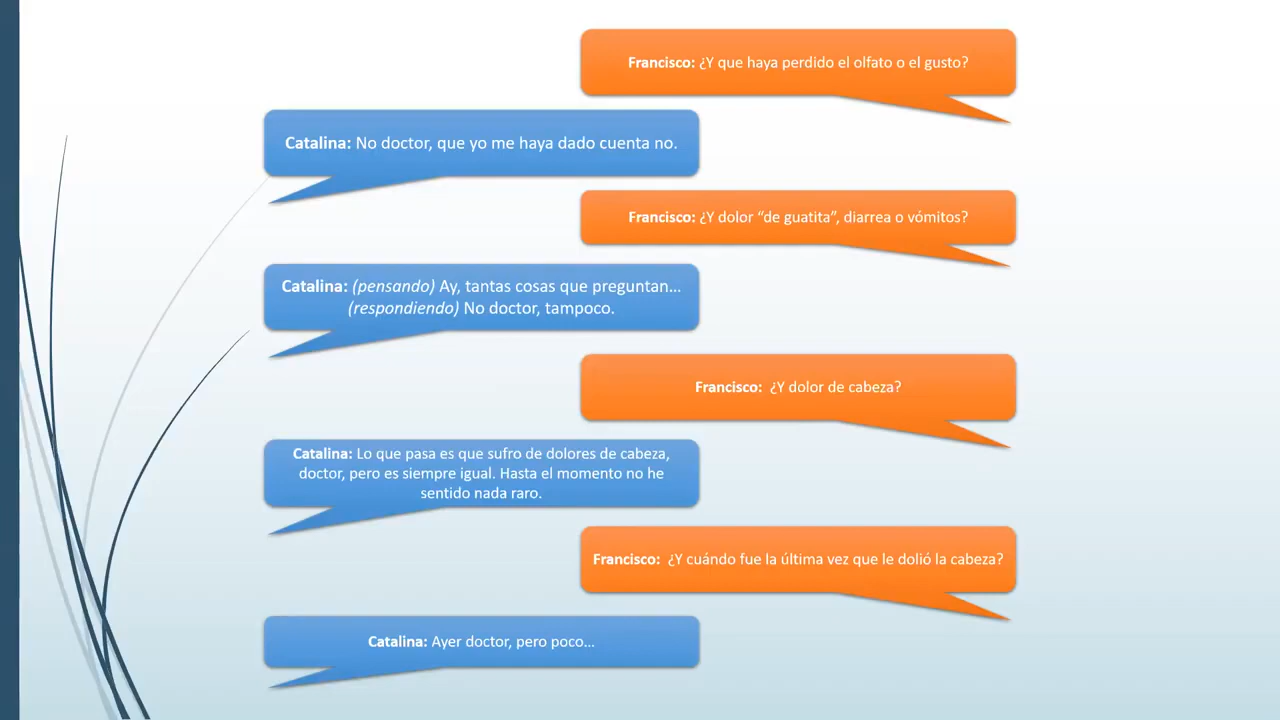 Francisco: ¿Y que haya perdido el olfato o el gusto?
Catalina: No doctor, que yo me haya dado cuenta no.
Francisco: ¿Y dolor “de guatita”, diarrea o vómitos?
Catalina: (pensando) Ay, tantas cosas que preguntan…
(respondiendo) No doctor, tampoco.
Francisco: ¿Y dolor de cabeza?
Catalina: Lo que pasa es que sufro de dolores de cabeza,
doctor, pero es siempre igual. Hasta el momento no he
sentido nada raro.
Francisco: ¿Y cuándo fue la última vez que le dolió la cabeza?
Catalina: Ayer doctor, pero poco…